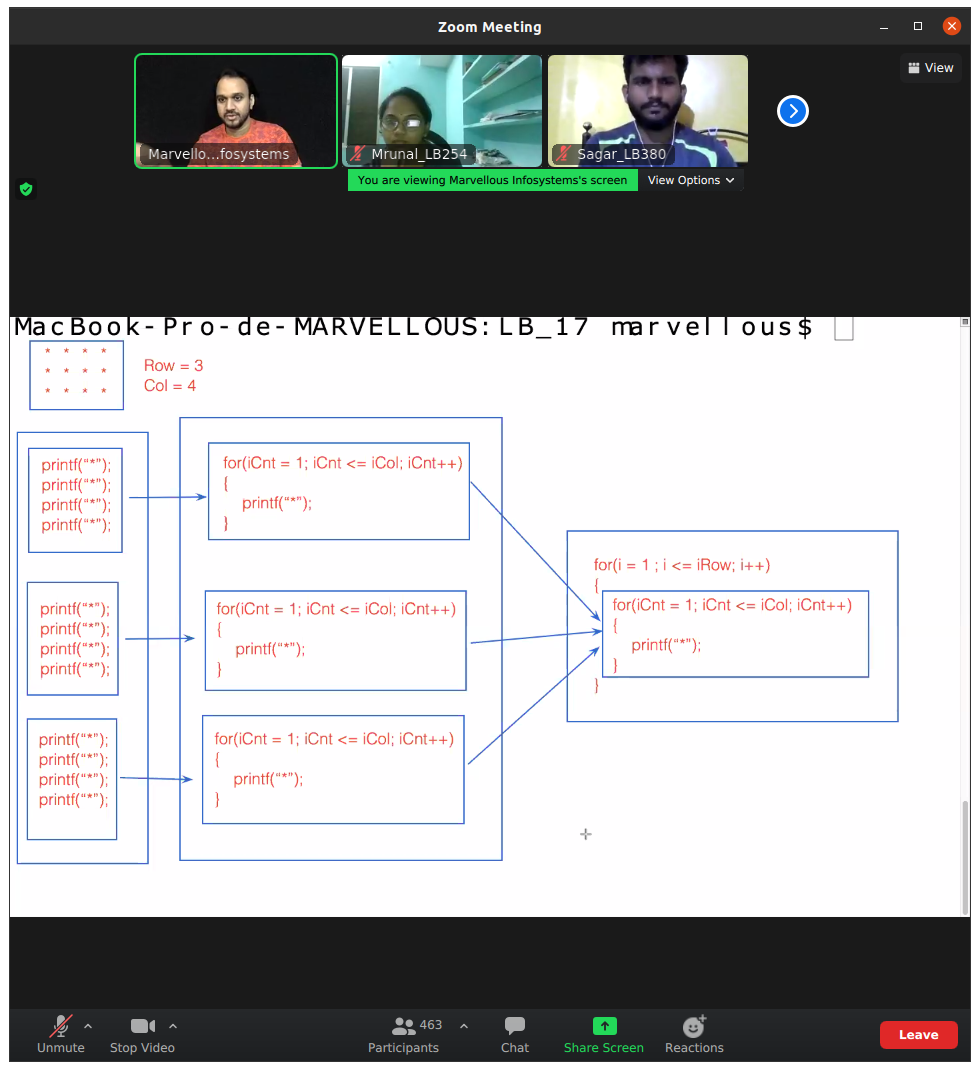 Zoom Meeting
View
Marvello...fosystems
Mrunal_LB254
Sagar_LB380
You are viewing Marvellous Infosystems's screen
View Options
MacBook-Pro-de-MARVELLOUS:LB_17 marvellous$
* * * *
* * * *
* * * *
Row = 3
Col = 4
printf(“*”);
printf(“*”);
printf(“*”);
printf(“*”);
for(iCnt = 1; iCnt <= iCol; iCnt++)
{
printf(“*”);
}
printf(“*”);
printf(“*”);
printf(“*”);
printf(“*”);
for(iCnt = 1; iCnt <= iCol; iCnt++)
{
printf(“*”);
}
printf(“*”);
printf(“*”);
printf(“*”);
printf(“*”);
for(iCnt = 1; iCnt <= iCol; iCnt++)
{
printf(“*”);
}
for(i = 1 ; i <= iRow; i++)
{
for(iCnt = 1; iCnt <= iCol; iCnt++)
{
printf(“*”);
}
}
Unmute
Stop Video
463
Participants
Chat
Share Screen
Reactions
Leave